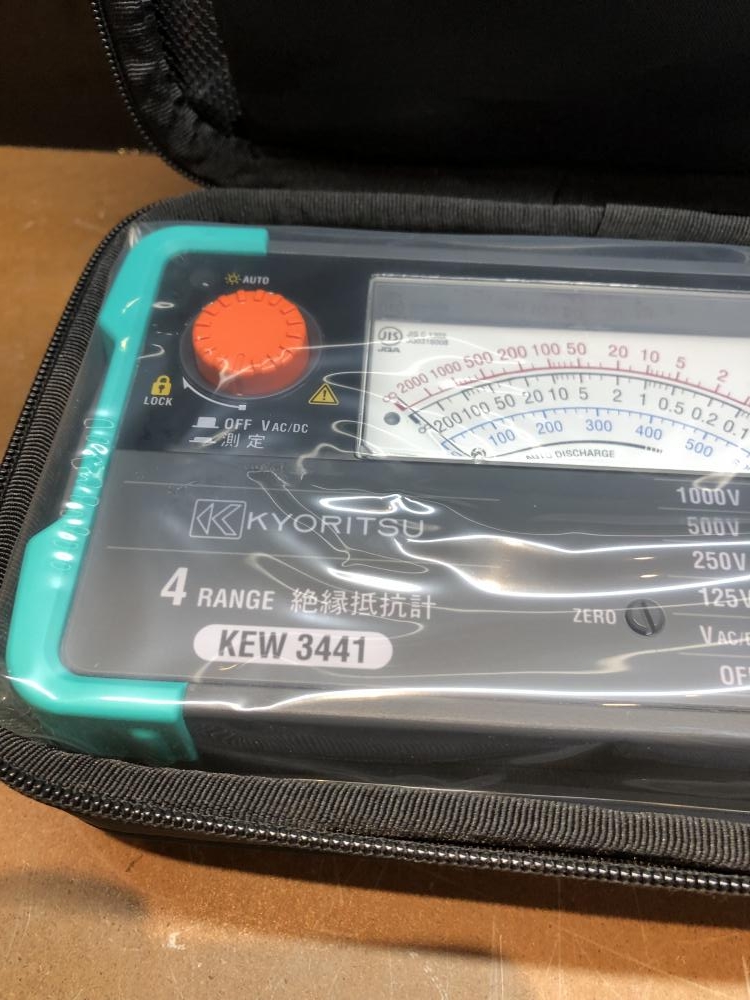 AUTO
LOCK
OFF VAC/DC
測定
JIS
JQA
∞ 2000 1000 500 200 100 50 20 10 5 2
∞ 200 100 50 20 10 5 2 1 0.5 0.2 0.1
100 200 300 400 500
AUTO DISCHARGE
1000V
500V
250V
KYORITSU
4 RANGE 絶縁抵抗計
KEW 3441
ZERO